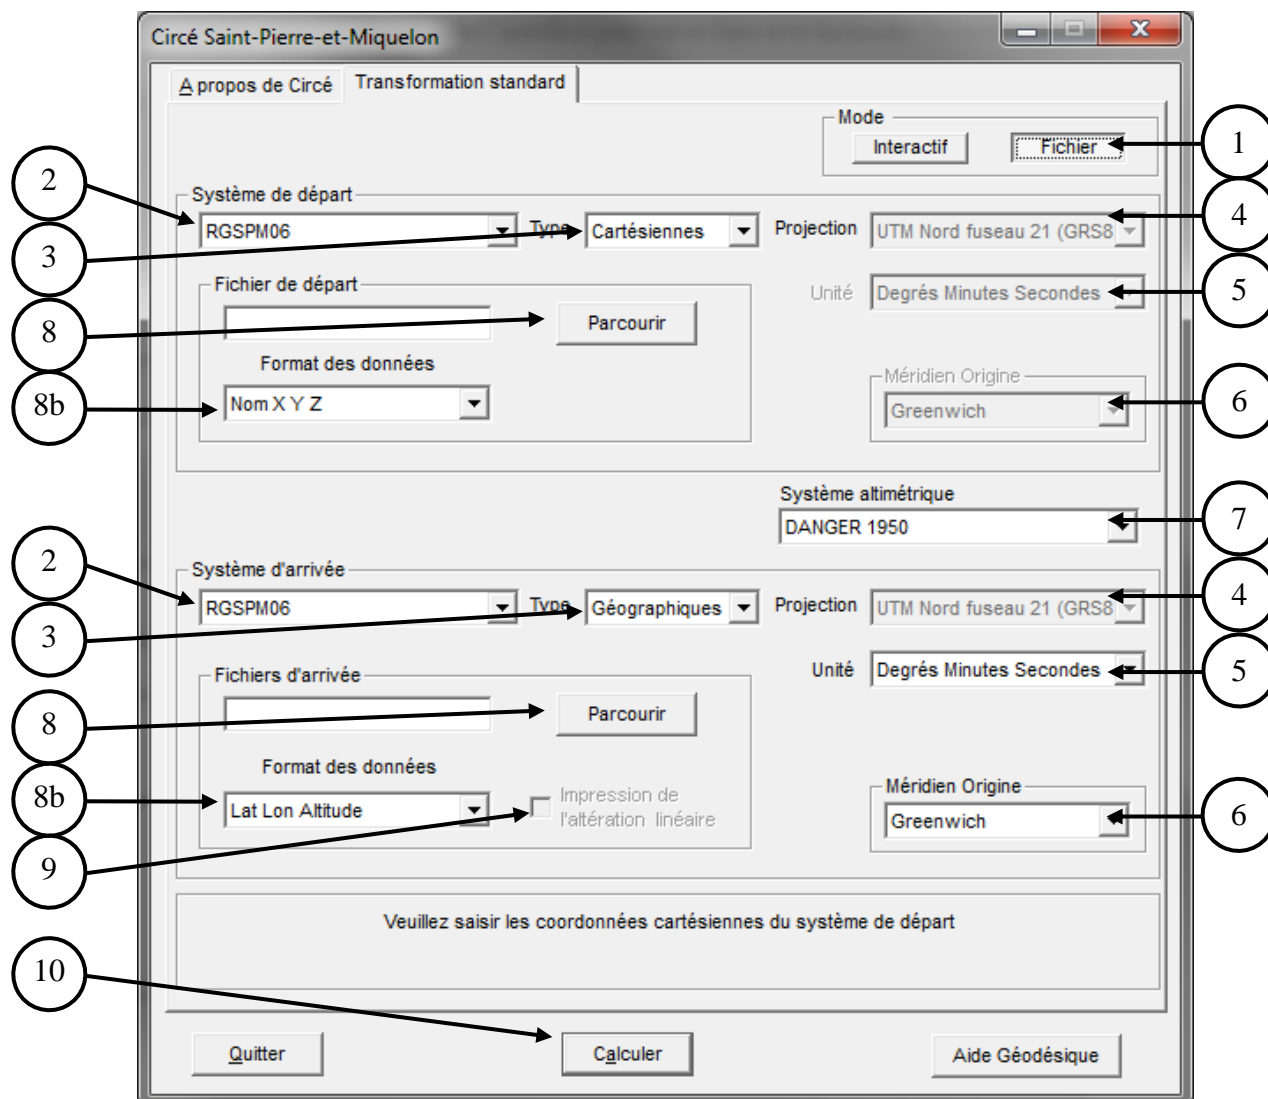 Circé Saint-Pierre-et-Miquelon
A propos de Circé
Transformation standard
Mode
Interactif
Fichier
1
2
Système de départ
RGSPM06
Type
Cartésiennes
Projection
UTM Nord fuseau 21 (GRS8
4
3
Fichier de départ
Unité
Degrés Minutes Secondes
5
8
Parcourir
Format des données
8b
Nom X Y Z
Méridien Origine
Greenwich
6
Système altimétrique
DANGER 1950
7
2
Système d'arrivée
RGSPM06
Type
Géographiques
Projection
UTM Nord fuseau 21 (GRS8
4
3
Fichiers d'arrivée
Unité
Degrés Minutes Secondes
5
8
Parcourir
Format des données
8b
Lat Lon Altitude
Impression de
l'altération linéaire
Méridien Origine
Greenwich
6
9
Veuillez saisir les coordonnées cartésiennes du système de départ
10
Quitter
Calculer
Aide Géodésique